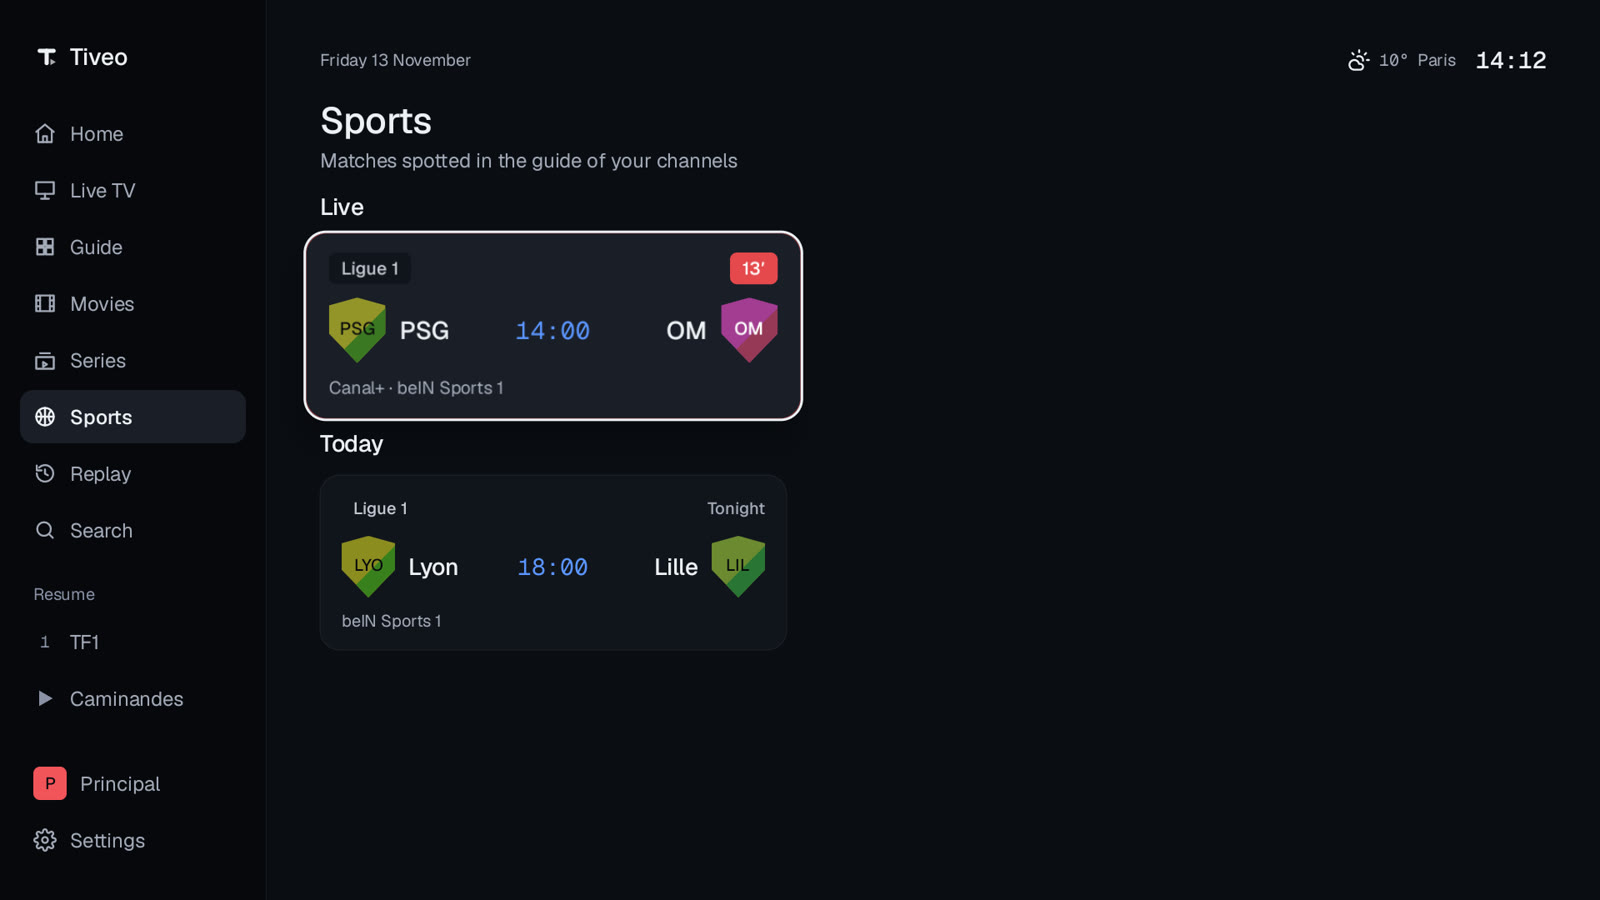 Tiveo
Home
Live TV
Guide
Movies
Series
Sports
Replay
Search
Resume
1 TF1
Caminandes
P Principal
Settings
Friday 13 November
10° Paris 14:12
Sports
Matches spotted in the guide of your channels
Live
Ligue 1 13′
PSG PSG 14:00 OM OM
Canal+ · beIN Sports 1
Today
Ligue 1 Tonight
LYO Lyon 18:00 Lille LIL
beIN Sports 1